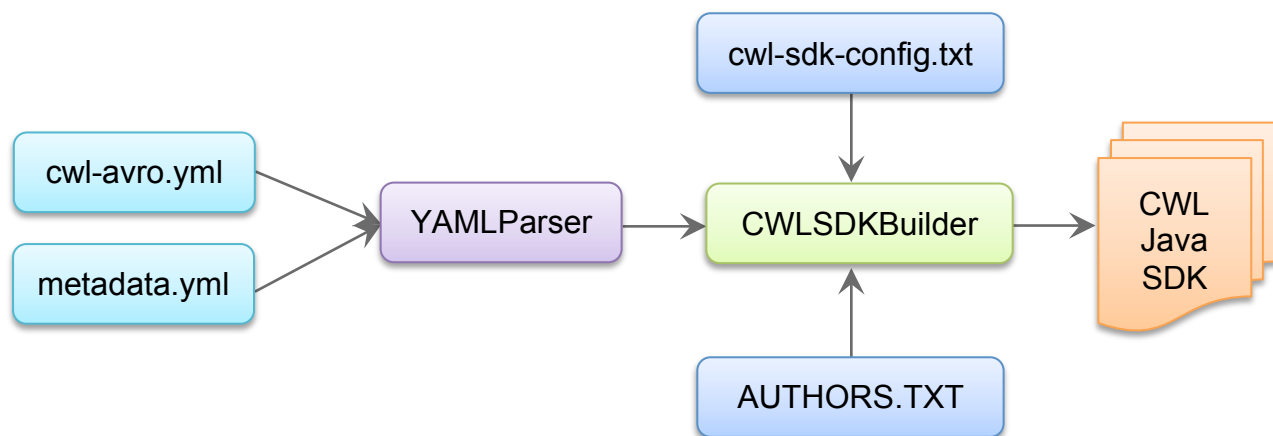 cwl-sdk-config.txt
cwl-avro.yml
metadata.yml
YAMLParser
CWLSDKBuilder
CWL
Java
SDK
AUTHORS.TXT